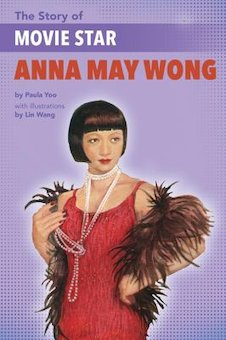 The Story of
MOVIE STAR
ANNA MAY WONG
by Paula Yoo
with illustrations
by Lin Wang